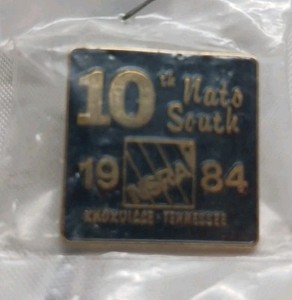 10th Nats
South
19 NSRA 84
KNOXVILLE - TENNESSEE